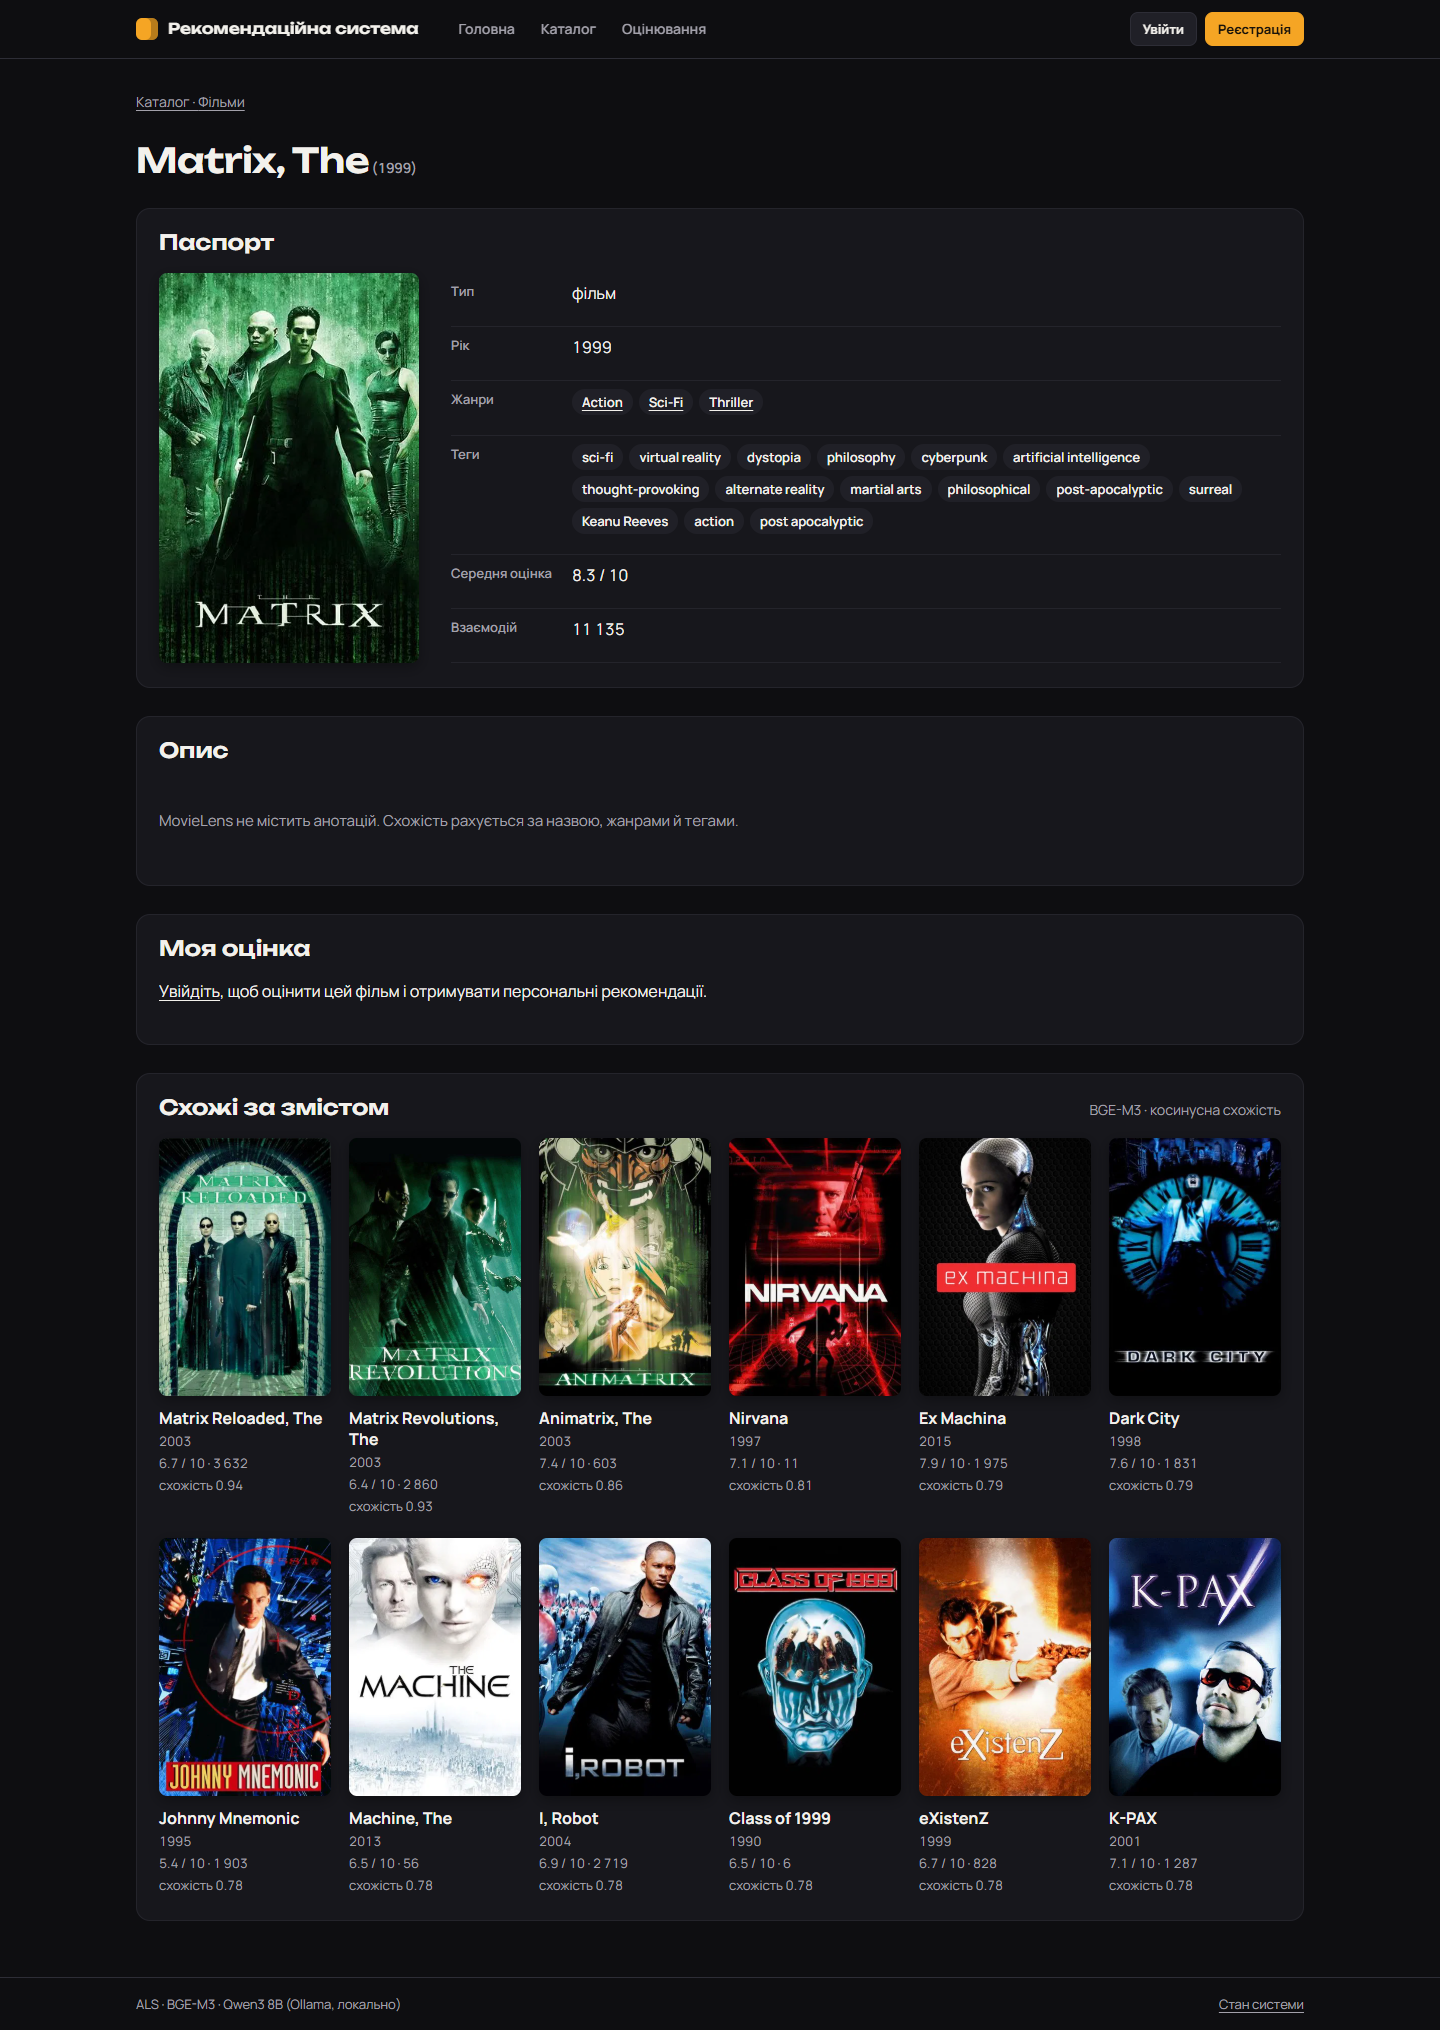 Рекомендаційна система
Головна
Каталог
Оцінювання
Увійти
Реєстрація
Каталог · Фільми
Matrix, The (1999)
Паспорт
THE
MATRIX
Тип
фільм
Рік
1999
Жанри
Action Sci-Fi Thriller
Теги
sci-fi virtual reality dystopia philosophy cyberpunk artificial intelligence
thought-provoking alternate reality martial arts philosophical post-apocalyptic surreal
Keanu Reeves action post apocalyptic
Середня оцінка
8.3 / 10
Взаємодій
11 135
Опис
MovieLens не містить анотацій. Схожість рахується за назвою, жанрами й тегами.
Моя оцінка
Увійдіть, щоб оцінити цей фільм і отримувати персональні рекомендації.
Схожі за змістом
BGE-M3 · косинусна схожість
MATRIX
RELOADED
Matrix Reloaded, The
2003
6.7 / 10 · 3 632
схожість 0.94
MATRIX
REVOLUTIONS
Matrix Revolutions,
The
2003
6.4 / 10 · 2 860
схожість 0.93
THE
ANIMATRIX
Animatrix, The
2003
7.4 / 10 · 603
схожість 0.86
NIRVANA
Nirvana
1997
7.1 / 10 · 11
схожість 0.81
ex machina
Ex Machina
2015
7.9 / 10 · 1 975
схожість 0.79
DARK CITY
Dark City
1998
7.6 / 10 · 1 831
схожість 0.79
JOHNNY MNEMONIC
Johnny Mnemonic
1995
5.4 / 10 · 1 903
схожість 0.78
THE
MACHINE
Machine, The
2013
6.5 / 10 · 56
схожість 0.78
i,ROBOT
I, Robot
2004
6.9 / 10 · 2 719
схожість 0.78
CLASS OF 1999
Class of 1999
1990
6.5 / 10 · 6
схожість 0.78
eXistenZ
eXistenZ
1999
6.7 / 10 · 828
схожість 0.78
K-PAX
K-PAX
2001
7.1 / 10 · 1 287
схожість 0.78
ALS · BGE-M3 · Qwen3 8B (Ollama, локально)
Стан системи